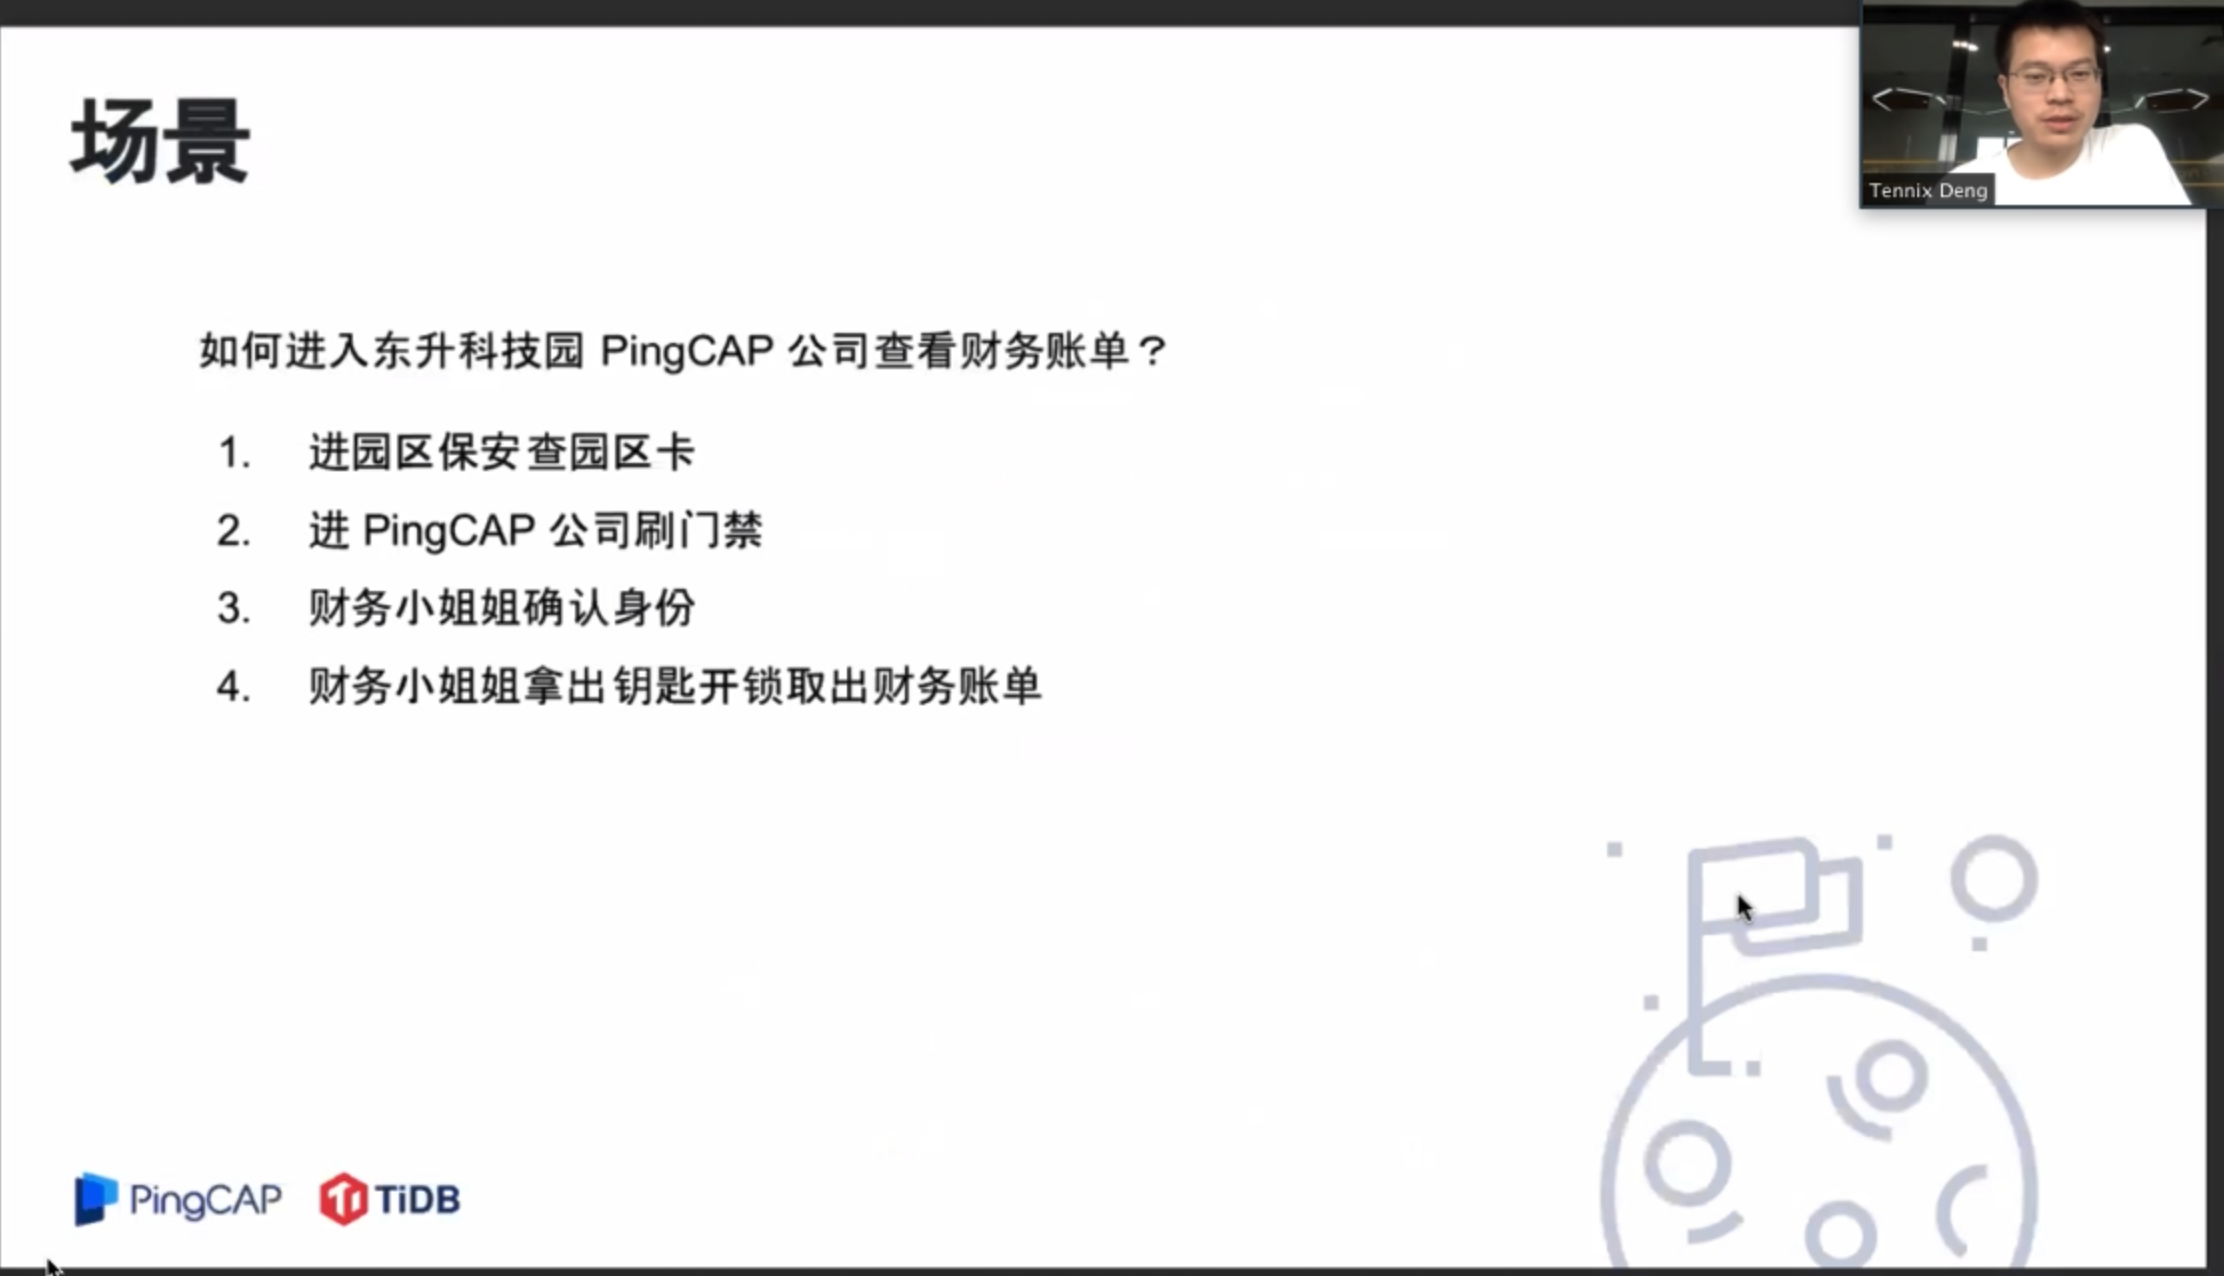 场景
Tennix Deng
如何进入东升科技园 PingCAP 公司查看财务账单？
1. 进园区保安查园区卡
2. 进 PingCAP 公司刷门禁
3. 财务小姐姐确认身份
4. 财务小姐姐拿出钥匙开锁取出财务账单
PingCAP TiDB